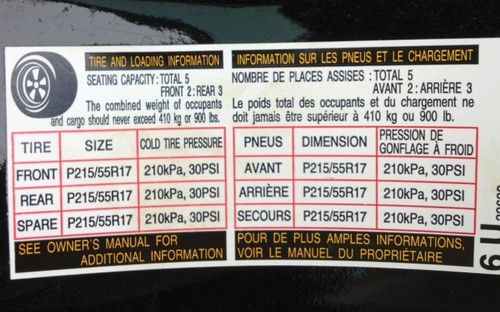 TIRE AND LOADING INFORMATION
SEATING CAPACITY: TOTAL 5
FRONT 2: REAR 3
The combined weight of occupants
and cargo should never exceed 410 kg or 900 lbs.
TIRE SIZE COLD TIRE PRESSURE
FRONT P215/55R17 210kPa, 30PSI
REAR P215/55R17 210kPa, 30PSI
SPARE P215/55R17 210kPa, 30PSI
SEE OWNER'S MANUAL FOR
ADDITIONAL INFORMATION
INFORMATION SUR LES PNEUS ET LE CHARGEMENT
NOMBRE DE PLACES ASSISES : TOTAL 5
AVANT 2: ARRIÈRE 3
Le poids total des occupants et du chargement ne
doit jamais être supérieur à 410 kg ou 900 lb.
PNEUS DIMENSION PRESSION DE
GONFLAGE À FROID
AVANT P215/55R17 210kPa, 30PSI
ARRIÈRE P215/55R17 210kPa, 30PSI
SECOURS P215/55R17 210kPa, 30PSI
POUR DE PLUS AMPLES INFORMATIONS,
VOIR LE MANUEL DU PROPRIÉTAIRE